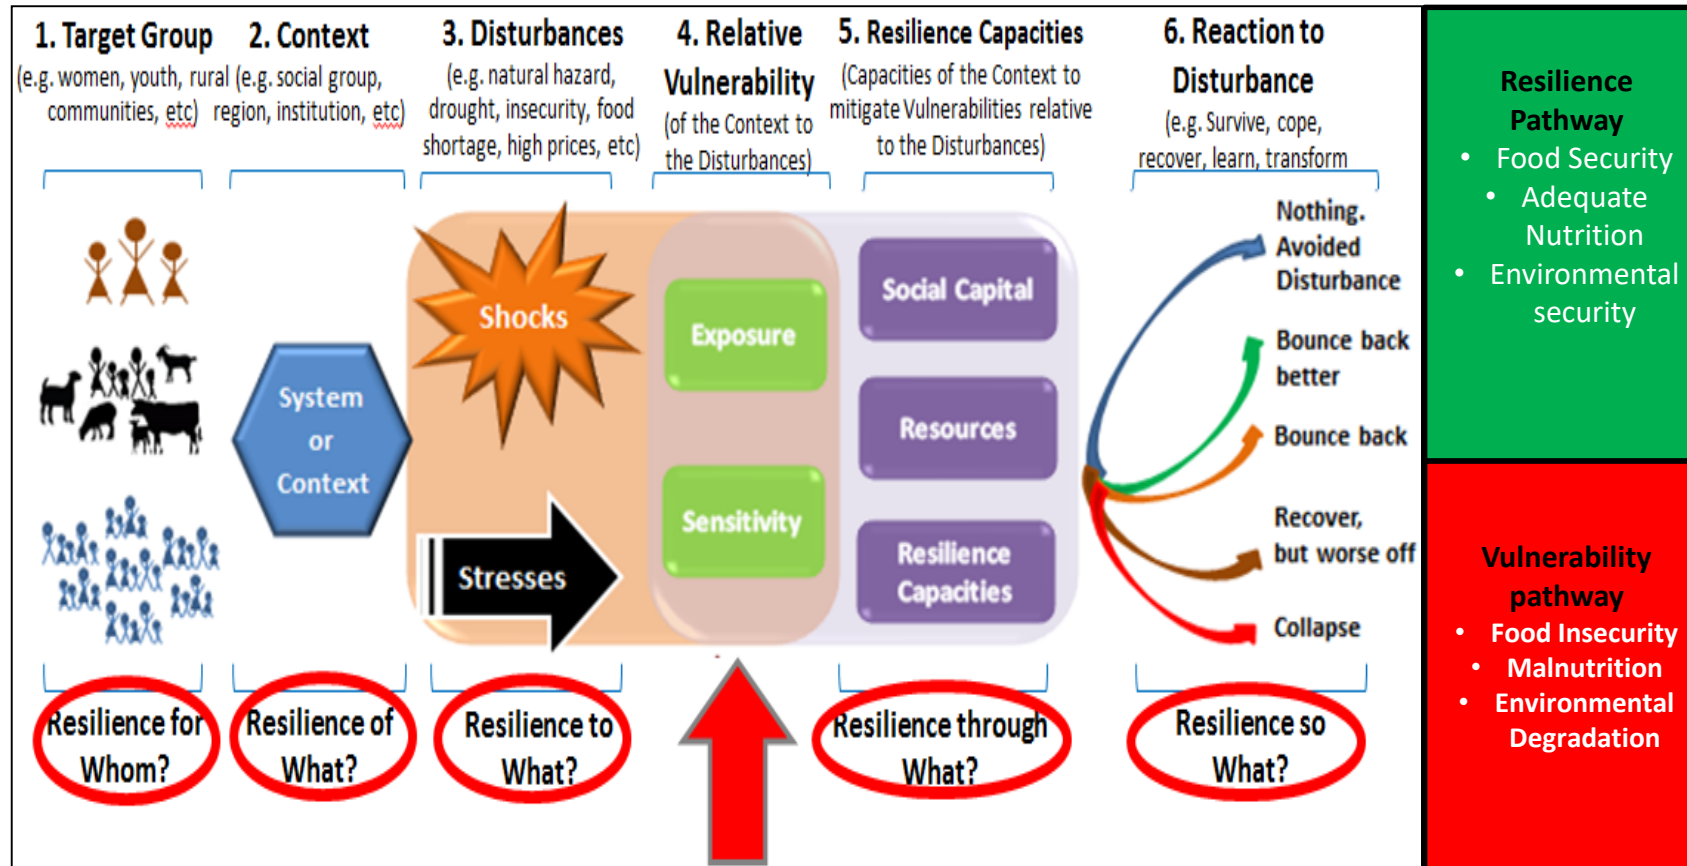 1. Target Group
(e.g. women, youth, rural
communities, etc)
2. Context
(e.g. social group,
region, institution, etc)
3. Disturbances
(e.g. natural hazard,
drought, insecurity, food
shortage, high prices, etc)
4. Relative
Vulnerability
(of the Context to
the Disturbances)
5. Resilience Capacities
(Capacities of the Context to
mitigate Vulnerabilities relative
to the Disturbances)
6. Reaction to
Disturbance
(e.g. Survive, cope,
recover, learn, transform
System
or
Context
Shocks
Stresses
Exposure
Sensitivity
Social Capital
Resources
Resilience
Capacities
Nothing.
Avoided
Disturbance
Bounce back
better
Bounce back
Recover,
but worse off
Collapse
Resilience for
Whom?
Resilience of
What?
Resilience to
What?
Resilience through
What?
Resilience so
What?
Resilience
Pathway
• Food Security
• Adequate
Nutrition
• Environmental
security
Vulnerability
pathway
• Food Insecurity
• Malnutrition
• Environmental
Degradation